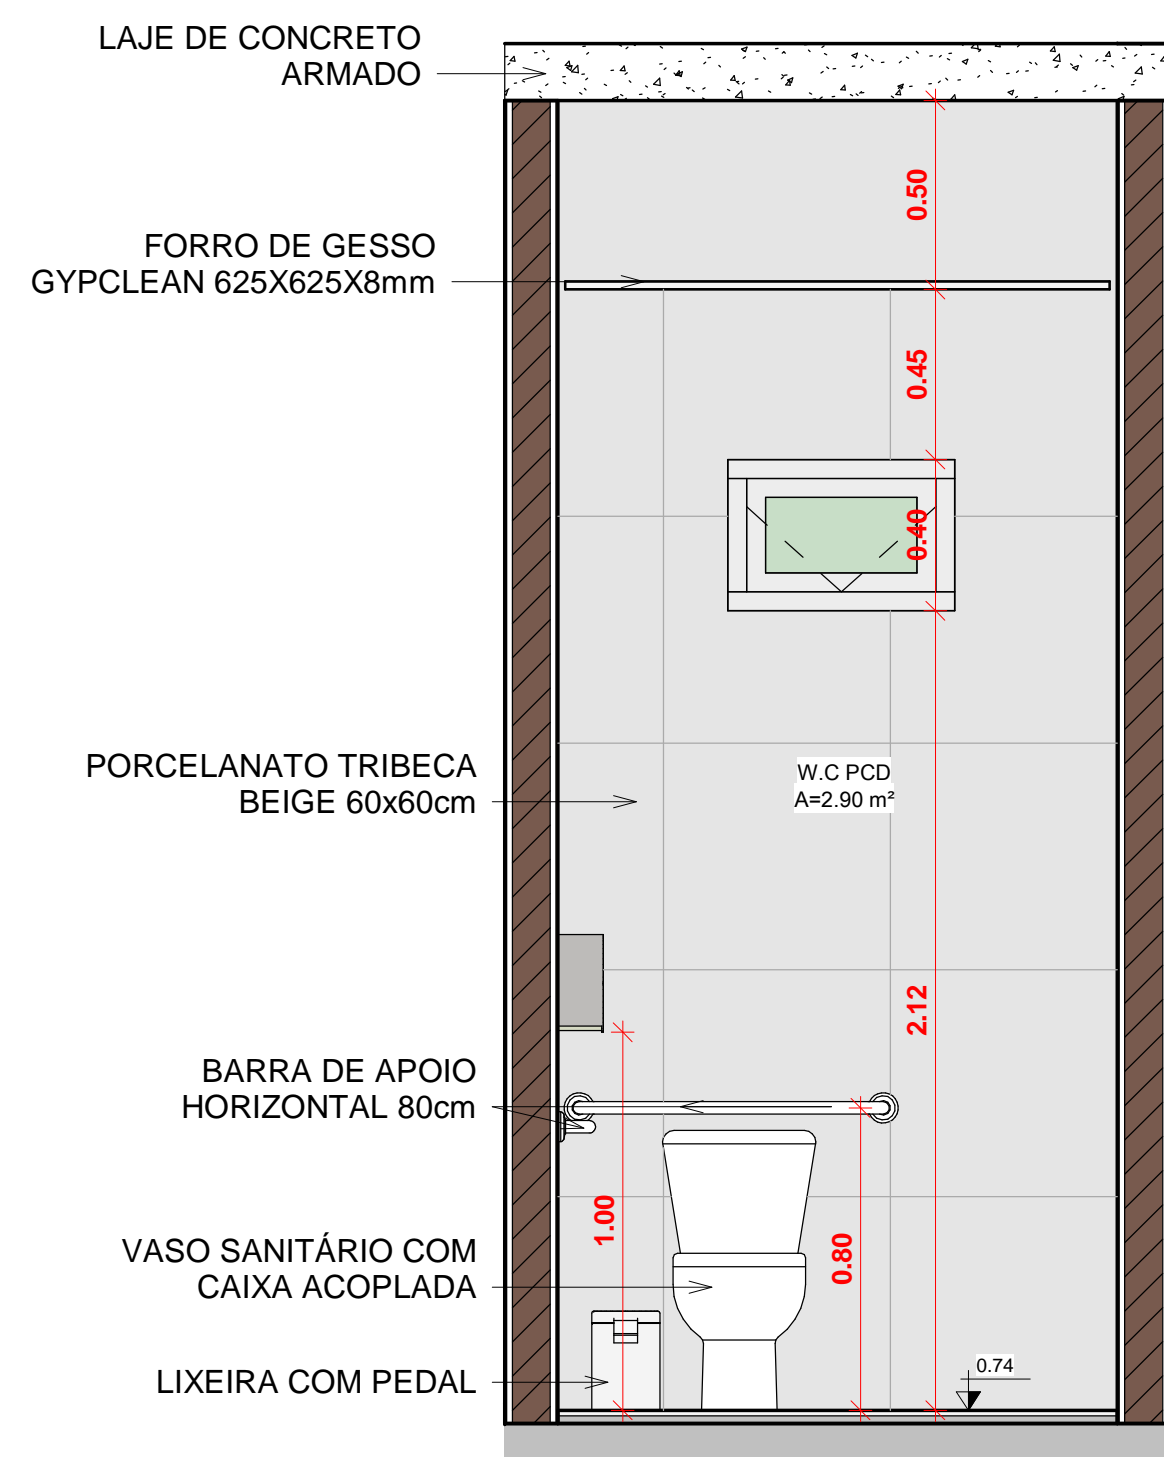 LAJE DE CONCRETO
ARMADO
0.50
FORRO DE GESSO
GYPCLEAN 625X625X8mm
0.45
0.40
PORCELANATO TRIBECA
BEIGE 60x60cm
W.C PCD
A=2.90 m²
2.12
BARRA DE APOIO
HORIZONTAL 80cm
1.00
0.80
VASO SANITÁRIO COM
CAIXA ACOPLADA
LIXEIRA COM PEDAL
0.74